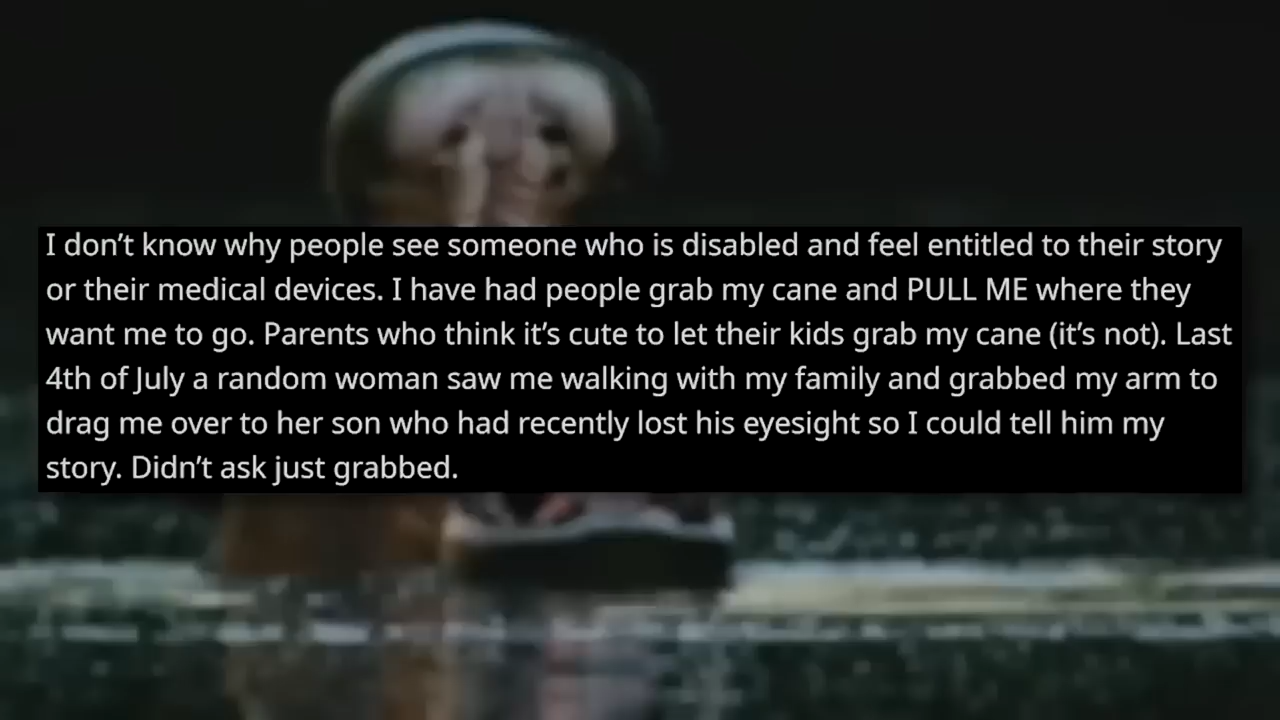 I don’t know why people see someone who is disabled and feel entitled to their story
or their medical devices. I have had people grab my cane and PULL ME where they
want me to go. Parents who think it’s cute to let their kids grab my cane (it’s not). Last
4th of July a random woman saw me walking with my family and grabbed my arm to
drag me over to her son who had recently lost his eyesight so I could tell him my
story. Didn’t ask just grabbed.